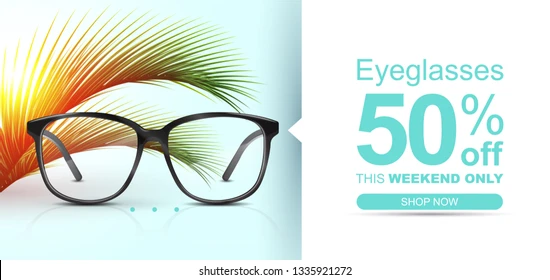 Eyeglasses
50% off
THIS WEEKEND ONLY
SHOP NOW
shutterstock.com · 1335921272